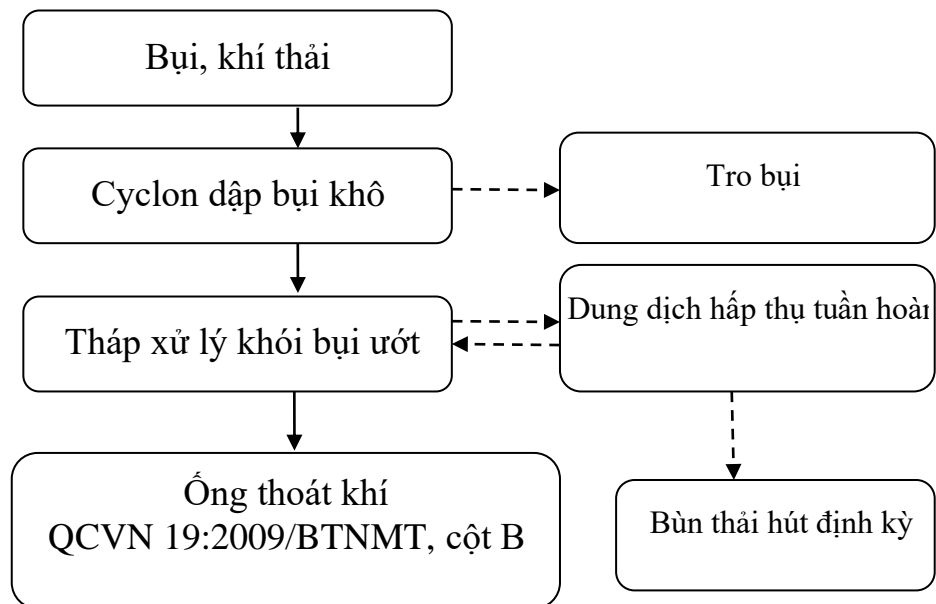 Bụi, khí thải
Cyclon dập bụi khô
Tro bụi
Tháp xử lý khói bụi ướt
Dung dịch hấp thụ tuần hoàn
Ống thoát khí
QCVN 19:2009/BTNMT, cột B
Bùn thải hút định kỳ